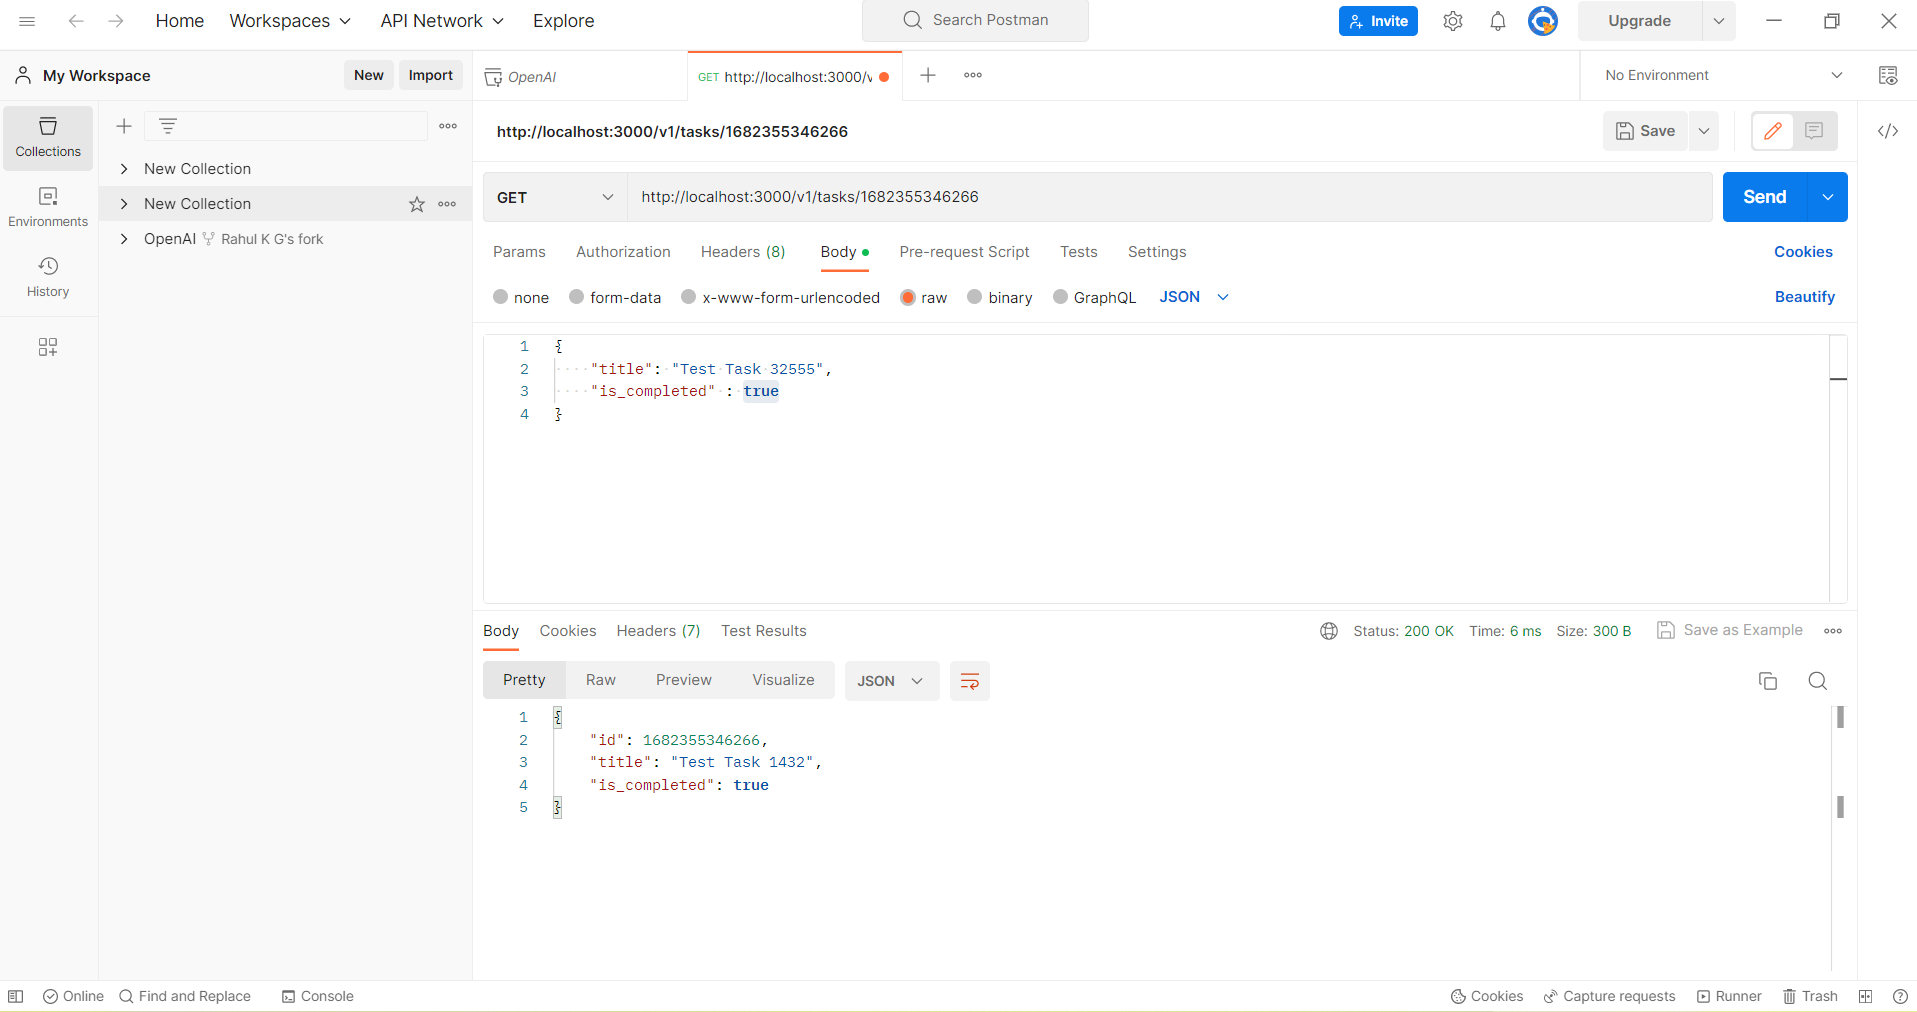 Home Workspaces API Network Explore Search Postman Invite Upgrade
My Workspace New Import OpenAI GET http://localhost:3000/v No Environment
http://localhost:3000/v1/tasks/1682355346266 Save
Collections
New Collection
New Collection
OpenAI Rahul K G's fork
Environments
History
GET http://localhost:3000/v1/tasks/1682355346266 Send
Params Authorization Headers (8) Body Pre-request Script Tests Settings Cookies
none form-data x-www-form-urlencoded raw binary GraphQL JSON Beautify
1 {
2 "title": "Test Task 32555",
3 "is_completed" : true
4 }
Body Cookies Headers (7) Test Results Status: 200 OK Time: 6 ms Size: 300 B Save as Example
Pretty Raw Preview Visualize JSON
1 {
2 "id": 1682355346266,
3 "title": "Test Task 1432",
4 "is_completed": true
5 }
Online Find and Replace Console Cookies Capture requests Runner Trash